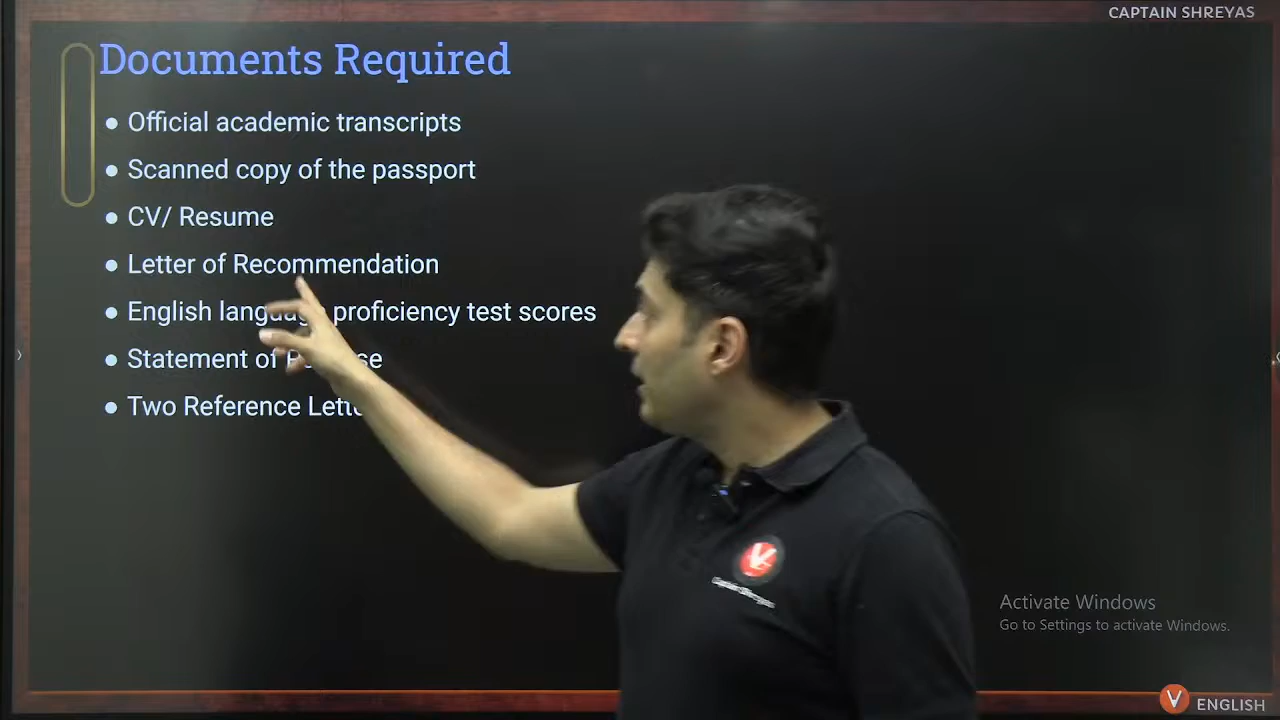 CAPTAIN SHREYAS
Documents Required
● Official academic transcripts
● Scanned copy of the passport
● CV/ Resume
● Letter of Recommendation
● English proficiency test scores
● Statement of
● Two Reference
Activate Windows
Go to Settings to activate Windows.
V ENGLISH